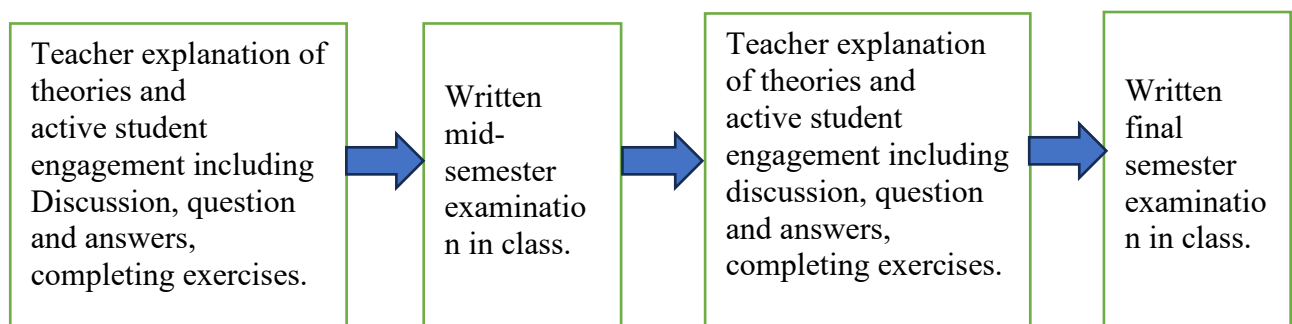 Teacher explanation of
theories and
active student
engagement including
Discussion, question
and answers,
completing exercises.
Written
mid-
semester
examinatio
n in class.
Teacher explanation
of theories and
active student
engagement including
discussion, question
and answers,
completing exercises.
Written
final
semester
examinatio
n in class.